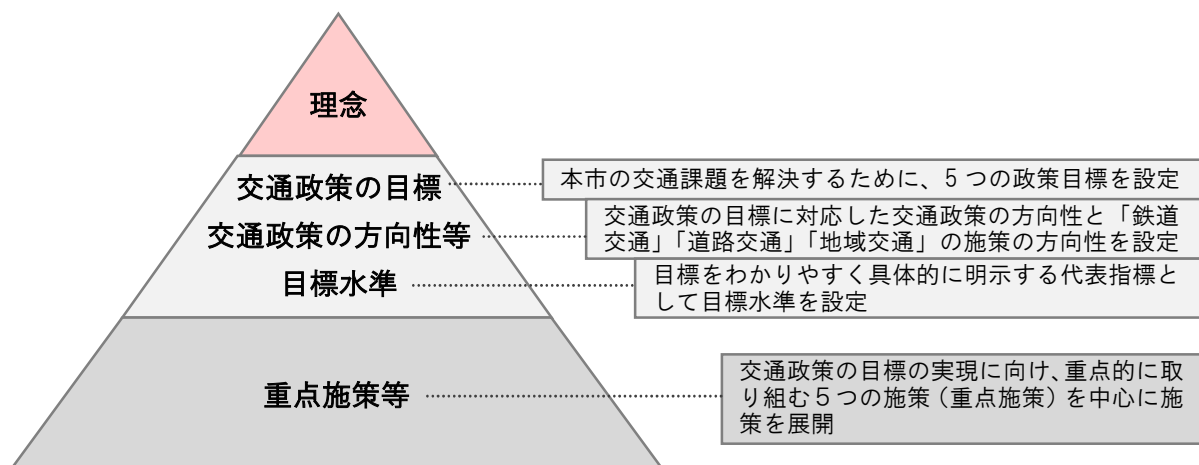 理念
交通政策の目標
本市の交通課題を解決するために、5つの政策目標を設定
交通政策の方向性等
交通政策の目標に対応した交通政策の方向性と「鉄道
交通」「道路交通」「地域交通」の施策の方向性を設定
目標水準
目標をわかりやすく具体的に明示する代表指標と
して目標水準を設定
重点施策等
交通政策の目標の実現に向け、重点的に取
り組む5つの施策(重点施策)を中心に施
策を展開